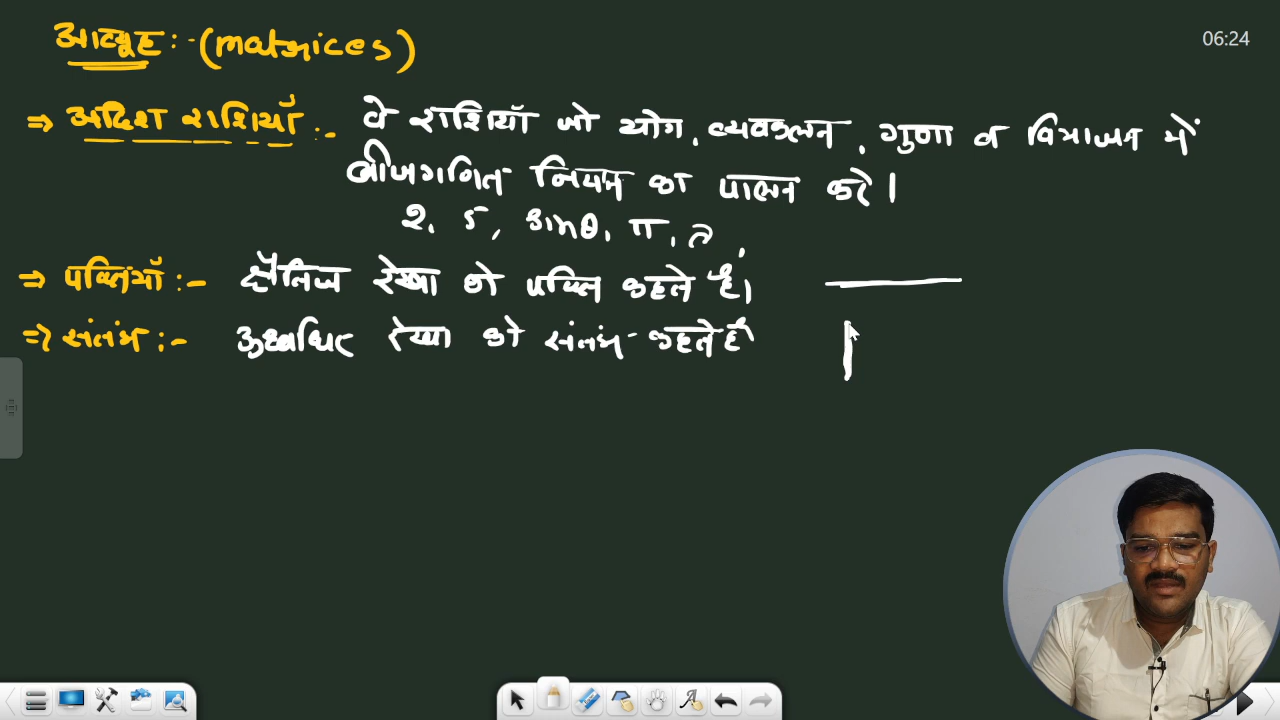 आव्यूह :- (matrices)
06:24
⇒ अदिश राशियाँ :- वे राशियाँ जो योग, व्यवकलन, गुणा व विभाजन में
बीजगणित नियम का पालन करे।
2, 5, sinθ, π,
⇒ पंक्तियाँ :- क्षैतिज रेखा को पंक्ति कहते है।
⇒ संतंभ :- ऊर्ध्वाधर रेखा को संतंभ कहते है